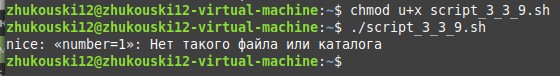 zhukouski12@zhukouski12-virtual-machine:~$ chmod u+x script_3_3_9.sh
zhukouski12@zhukouski12-virtual-machine:~$ ./script_3_3_9.sh
nice: «number=1»: Нет такого файла или каталога
zhukouski12@zhukouski12-virtual-machine:~$